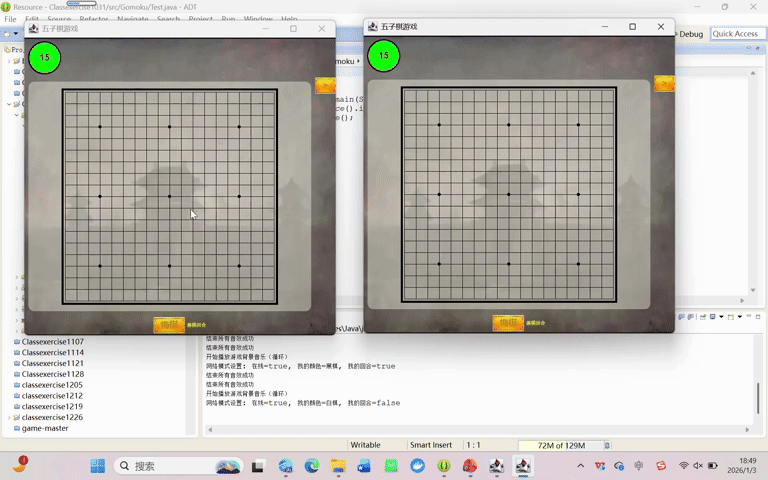 Resource - Classexercise1031/src/Gomoku/Test.java - ADT
File Edit Source Refactor Navigate Search Project Run Window Help
Debug
Quick Access
五子棋游戏
五子棋游戏
15
15
悔棋
悔棋
72M of 129M
Writable
Smart Insert
1 : 1
Classexercise1107
Classexercise1114
Classexercise1121
Classexercise1128
classexercise1205
classexercise1212
classexercise1219
classexercise1226
game-master
结束所有音效成功
结束所有音效成功
开始播放游戏背景音乐（循环）
网络模式设置: 在线=true, 我的颜色=黑棋, 我的回合=true
结束所有音效成功
结束所有音效成功
开始播放游戏背景音乐（循环）
网络模式设置: 在线=true, 我的颜色=白棋, 我的回合=false
搜索
中
18:49
2026/1/3